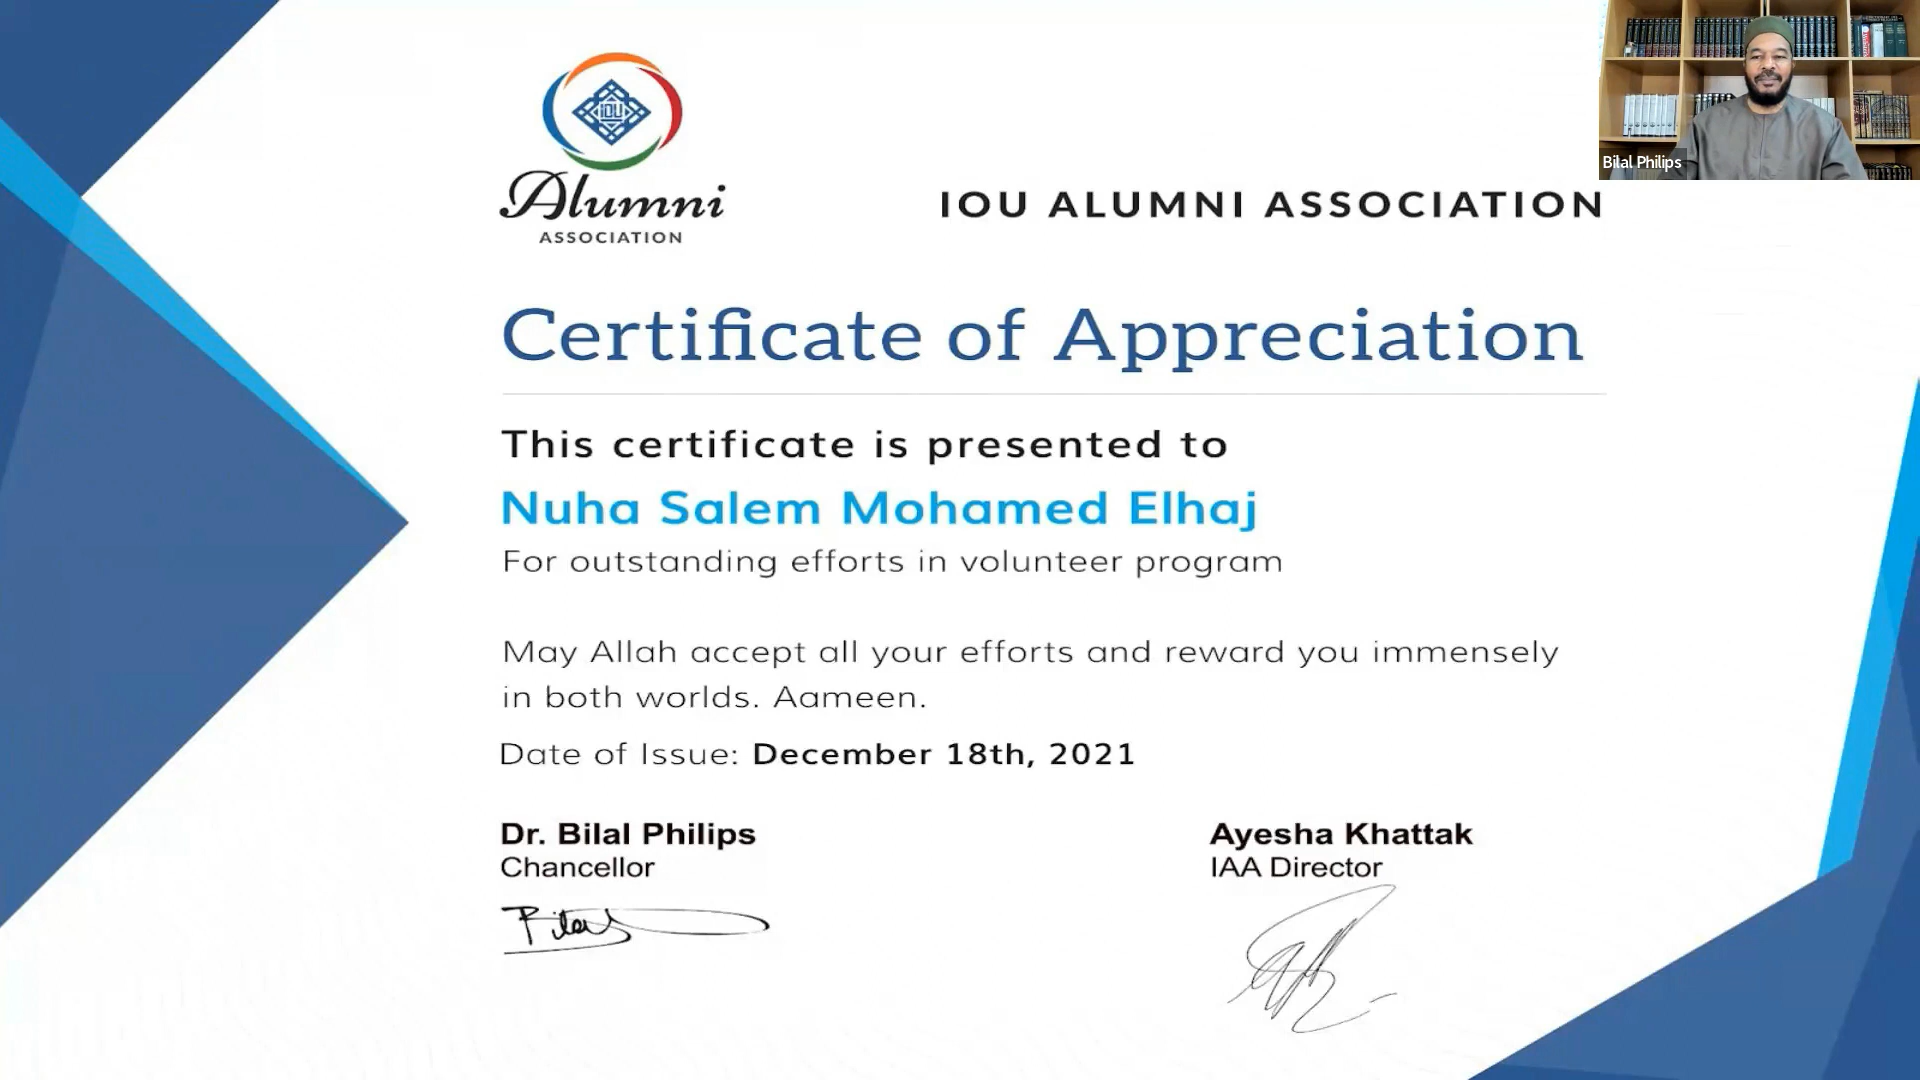 IOU
Alumni
ASSOCIATION
IOU ALUMNI ASSOCIATION
Bilal Philips
Certificate of Appreciation
This certificate is presented to
Nuha Salem Mohamed Elhaj
For outstanding efforts in volunteer program
May Allah accept all your efforts and reward you immensely
in both worlds. Aameen.
Date of Issue: December 18th, 2021
Dr. Bilal Philips
Chancellor
Bilal
Ayesha Khattak
IAA Director